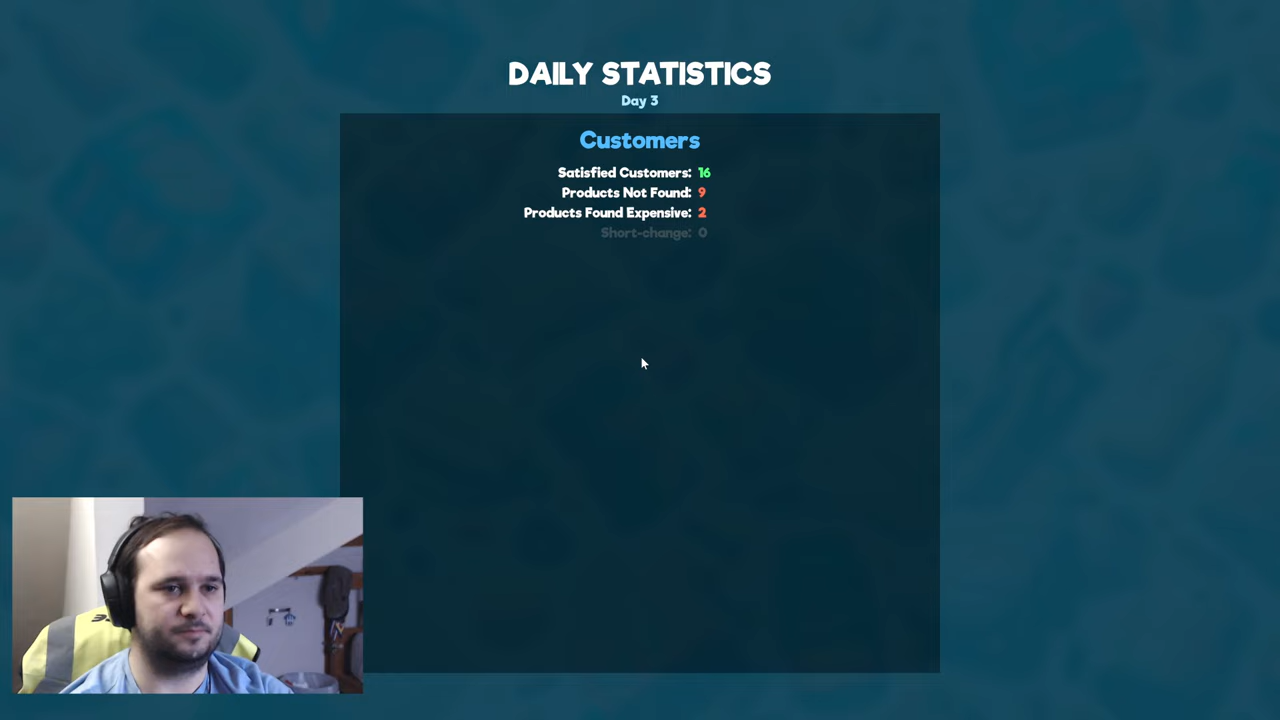 DAILY STATISTICS
Day 3
Customers
Satisfied Customers: 16
Products Not Found: 9
Products Found Expensive: 2
Short-change: 0